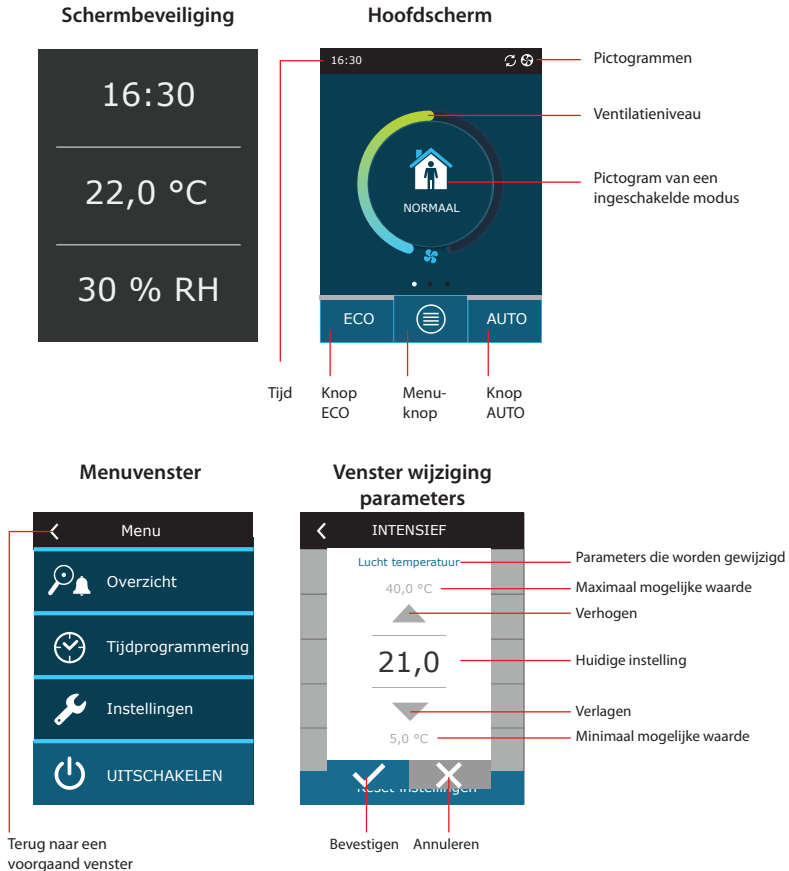 Schermbeveiliging
Hoofdscherm
16:30
22,0 °C
30 % RH
16:30
NORMAAL
ECO
AUTO
Pictogrammen
Ventilatieniveau
Pictogram van een
ingeschakelde modus
Tijd
Knop
ECO
Menu-
knop
Knop
AUTO
Menuvenster
Venster wijziging
parameters
Menu
Overzicht
Tijdprogrammering
Instellingen
UITSCHAKELEN
INTENSIEF
Lucht temperatuur
40,0 °C
21,0
5,0 °C
Reset instellingen
Parameters die worden gewijzigd
Maximaal mogelijke waarde
Verhogen
Huidige instelling
Verlagen
Minimaal mogelijke waarde
Terug naar een
voorgaand venster
Bevestigen
Annuleren